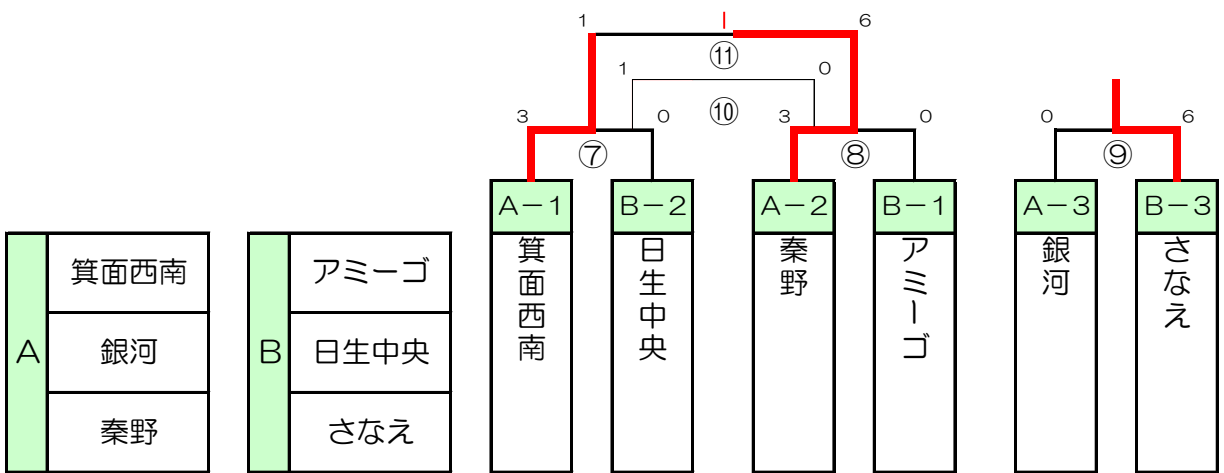 1 6
⑪
1 0
⑩
3 0 3 0 0 6
⑦ ⑧ ⑨
A-1 B-2 A-2 B-1 A-3 B-3
箕面西南
日生中央
秦野
アミーゴ
銀河
さなえ
A
箕面西南
銀河
秦野
B
アミーゴ
日生中央
さなえ